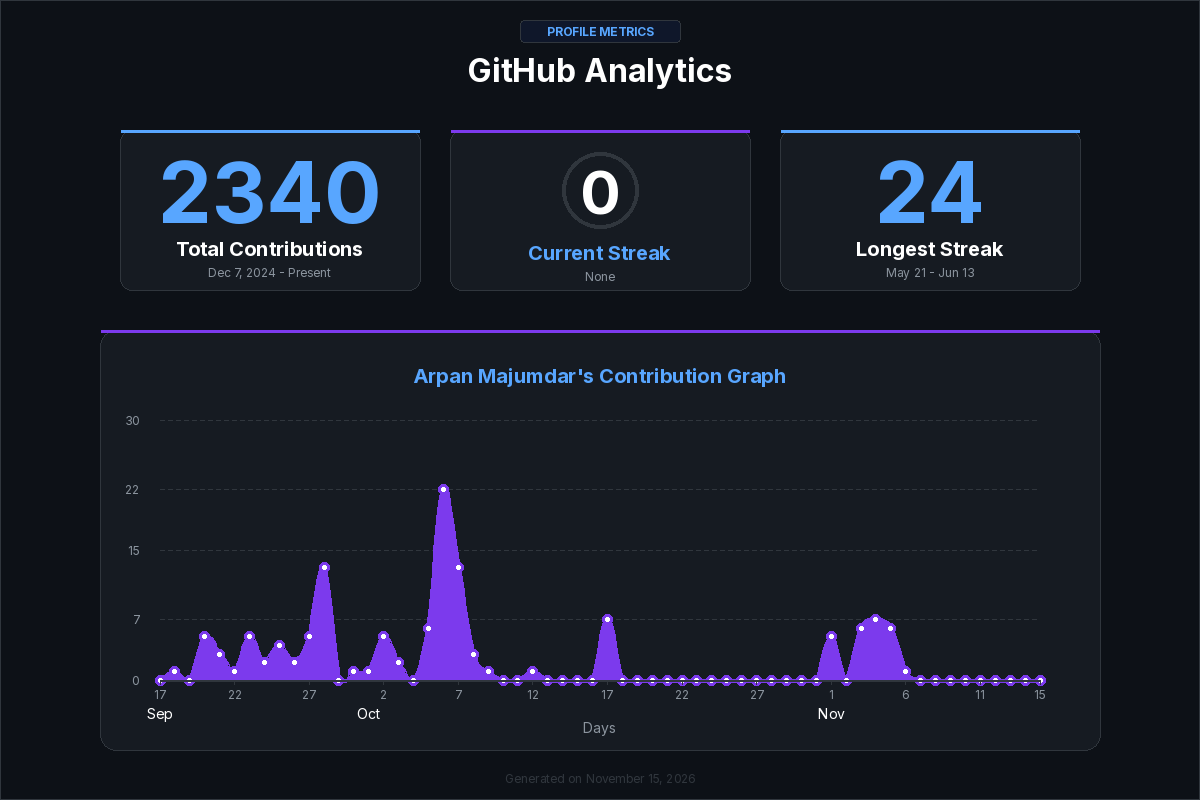 PROFILE METRICS
GitHub Analytics
2340
Total Contributions
Dec 7, 2024 - Present
0
Current Streak
None
24
Longest Streak
May 21 - Jun 13
Arpan Majumdar's Contribution Graph
30
22
15
7
0
17 22 27 2 7 12 17 22 27 1 6 11 15
Sep Oct Nov
Days
Generated on November 15, 2026